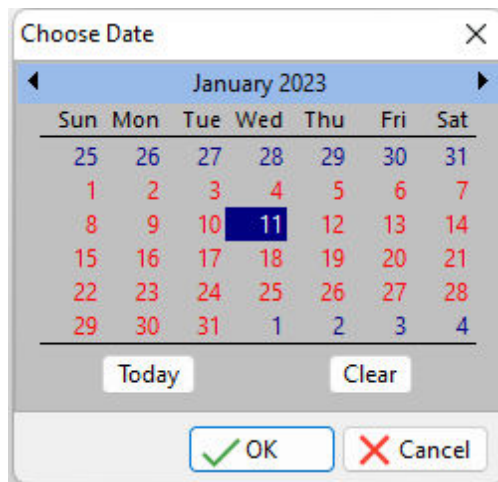 Choose Date
January 2023
Sun Mon Tue Wed Thu Fri Sat
25 26 27 28 29 30 31
1 2 3 4 5 6 7
8 9 10 11 12 13 14
15 16 17 18 19 20 21
22 23 24 25 26 27 28
29 30 31 1 2 3 4
Today Clear
OK Cancel